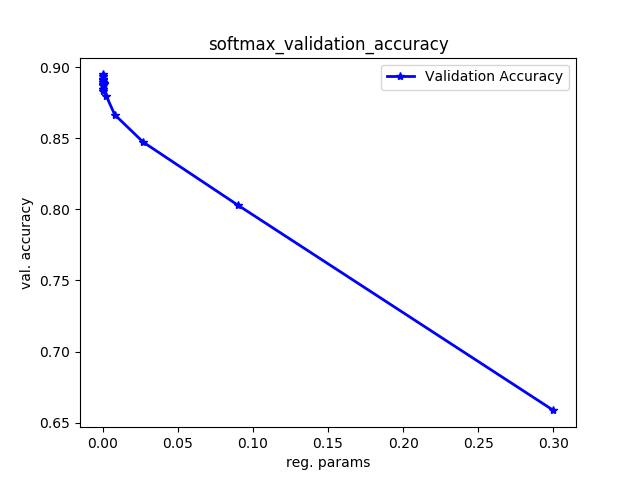 softmax_validation_accuracy
Validation Accuracy
val. accuracy
0.90
0.85
0.80
0.75
0.70
0.65
0.00 0.05 0.10 0.15 0.20 0.25 0.30
reg. params